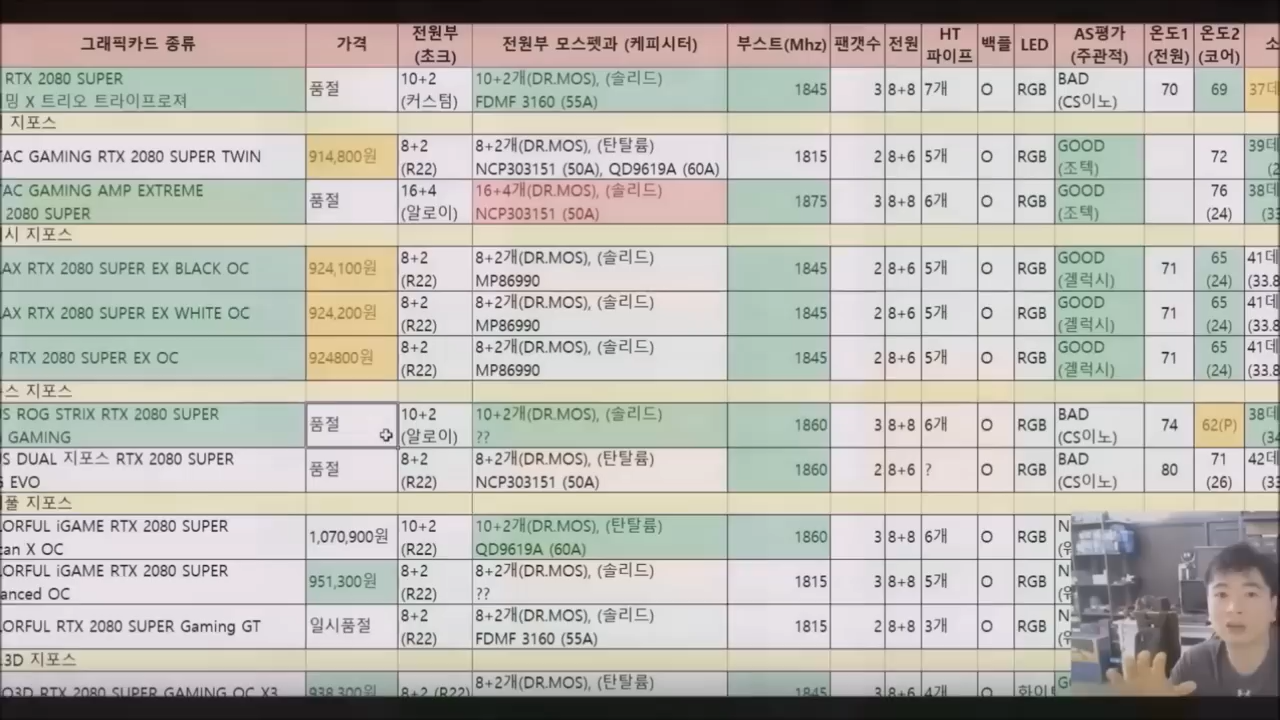 그래픽카드 종류 가격 전원부 (초크) 전원부 모스펫과 (케피시터) 부스트(Mhz) 팬갯수 전원 HT 파이프 백플 LED AS평가 (주관적) 온도1 (전원) 온도2 (코어) 소
RTX 2080 SUPER 품절 10+2 10+2개(DR.MOS), (솔리드) 1845 3 8+8 7개 O RGB BAD 70 69 37데
밍 X 트리오 트라이프로져 (커스텀) FDMF 3160 (55A) (CS이노)
지포스
TAC GAMING RTX 2080 SUPER TWIN 914,800원 8+2 8+2개(DR.MOS), (탄탈륨) 1815 2 8+6 5개 O RGB GOOD 72 39데
(R22) NCP303151 (50A), QD9619A (60A) (조텍)
TAC GAMING AMP EXTREME 품절 16+4 16+4개(DR.MOS), (솔리드) 1875 3 8+8 6개 O RGB GOOD 76 38데
2080 SUPER (알로이) NCP303151 (50A) (조텍) (24) (33
시 지포스
AX RTX 2080 SUPER EX BLACK OC 924,100원 8+2 8+2개(DR.MOS), (솔리드) 1845 2 8+6 5개 O RGB GOOD 71 65 41데
(R22) MP86990 (겔럭시) (24) (33.8
AX RTX 2080 SUPER EX WHITE OC 924,200원 8+2 8+2개(DR.MOS), (솔리드) 1845 2 8+6 5개 O RGB GOOD 71 65 41데
(R22) MP86990 (겔럭시) (24) (33.8
RTX 2080 SUPER EX OC 924800원 8+2 8+2개(DR.MOS), (솔리드) 1845 2 8+6 5개 O RGB GOOD 71 65 41데
(R22) MP86990 (겔럭시) (24) (33.8
스 지포스
S ROG STRIX RTX 2080 SUPER 품절 10+2 10+2개(DR.MOS), (솔리드) 1860 3 8+8 6개 O RGB BAD 74 62(P) 38데
GAMING (알로이) ?? (CS이노) (34
S DUAL 지포스 RTX 2080 SUPER 품절 8+2 8+2개(DR.MOS), (탄탈륨) 1860 2 8+6 ? O RGB BAD 80 71 42데
EVO (R22) NCP303151 (50A) (CS이노) (26) (33
풀 지포스
ORFUL iGAME RTX 2080 SUPER 1,070,900원 10+2 10+2개(DR.MOS), (탄탈륨) 1860 3 8+8 6개 O RGB N
can X OC (R22) QD9619A (60A)
ORFUL iGAME RTX 2080 SUPER 951,300원 8+2 8+2개(DR.MOS), (솔리드) 1815 3 8+8 5개 O RGB N
anced OC (R22) ??
ORFUL RTX 2080 SUPER Gaming GT 일시품절 8+2 8+2개(DR.MOS), (솔리드) 1815 2 8+8 3개 O RGB N
(R22) FDMF 3160 (55A)
3D 지포스
O3D RTX 2080 SUPER GAMING OC X3 938,300원 8+2 (R22) 8+2개(DR.MOS), (탄탈륨) 1845 3 8+6 4개 O 화이트